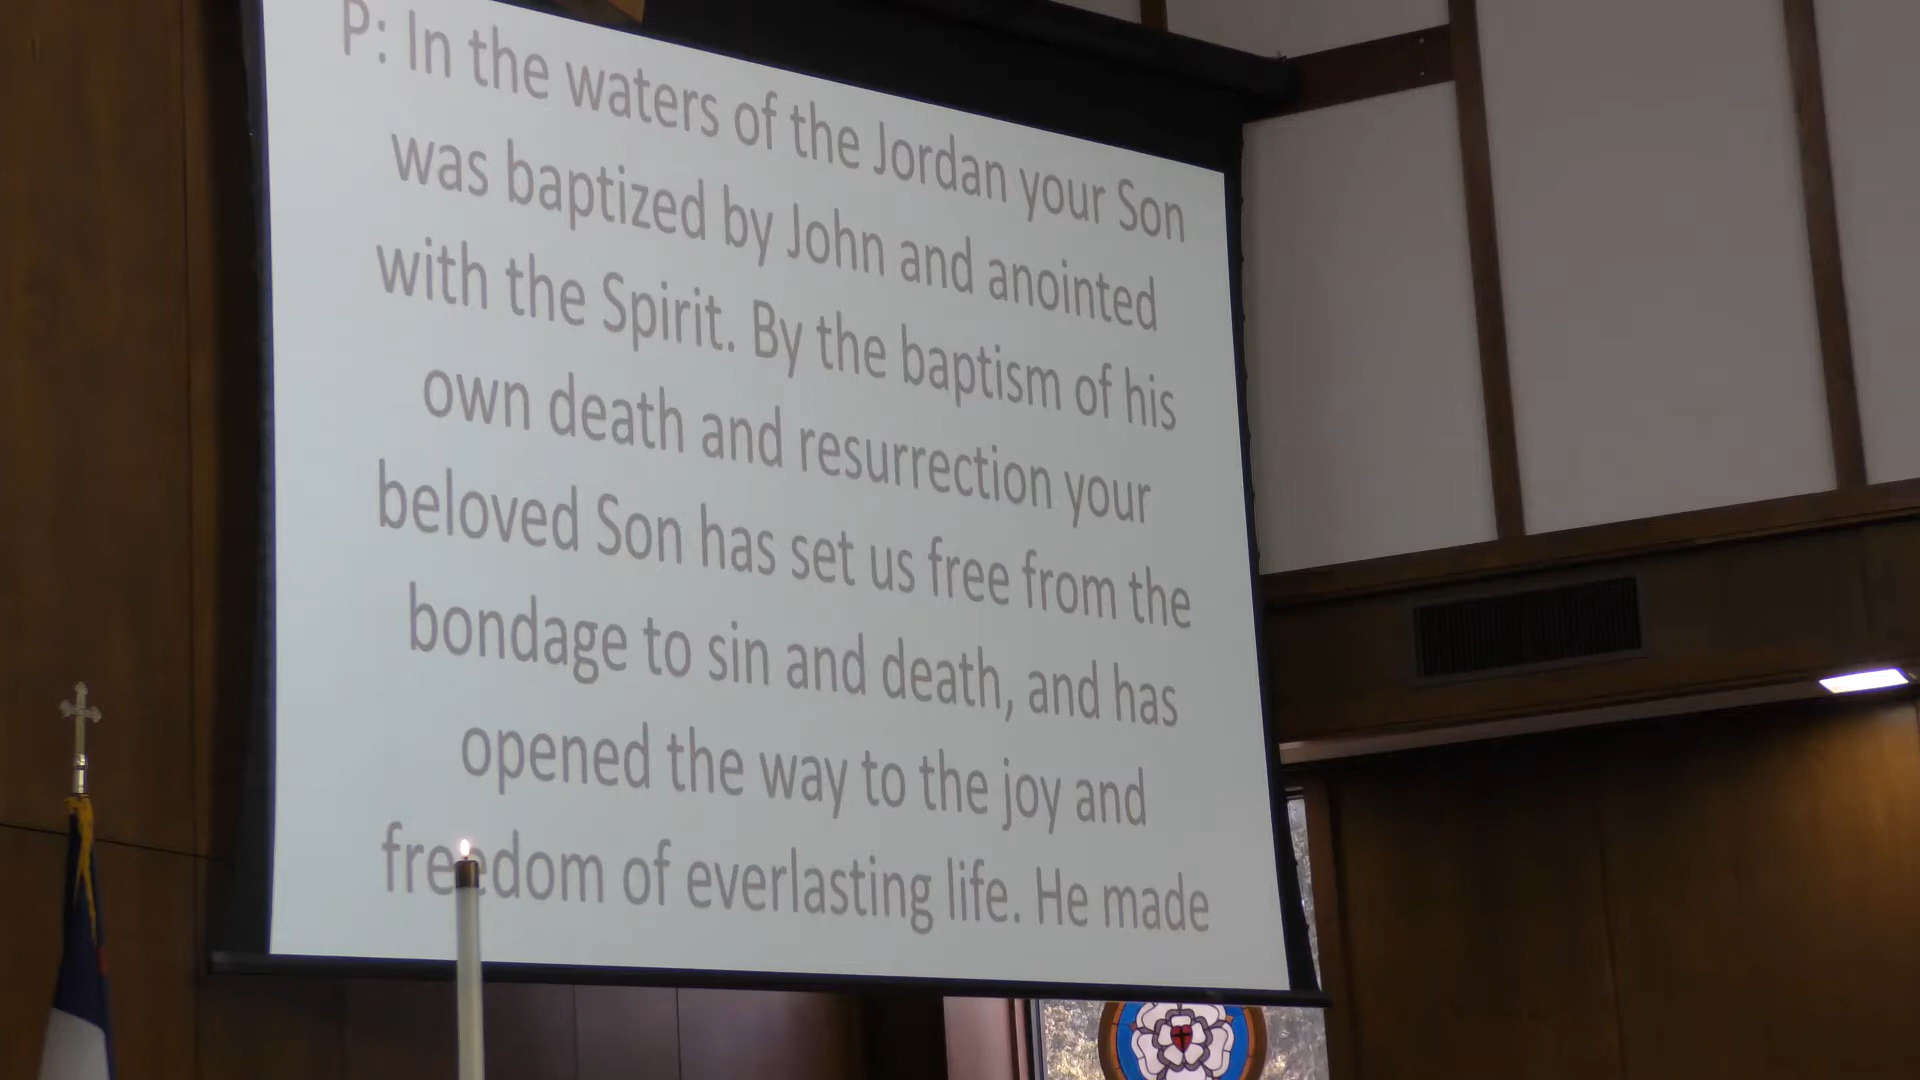 P: In the waters of the Jordan your Son
was baptized by John and anointed
with the Spirit. By the baptism of his
own death and resurrection your
beloved Son has set us free from the
bondage to sin and death, and has
opened the way to the joy and
freedom of everlasting life. He made